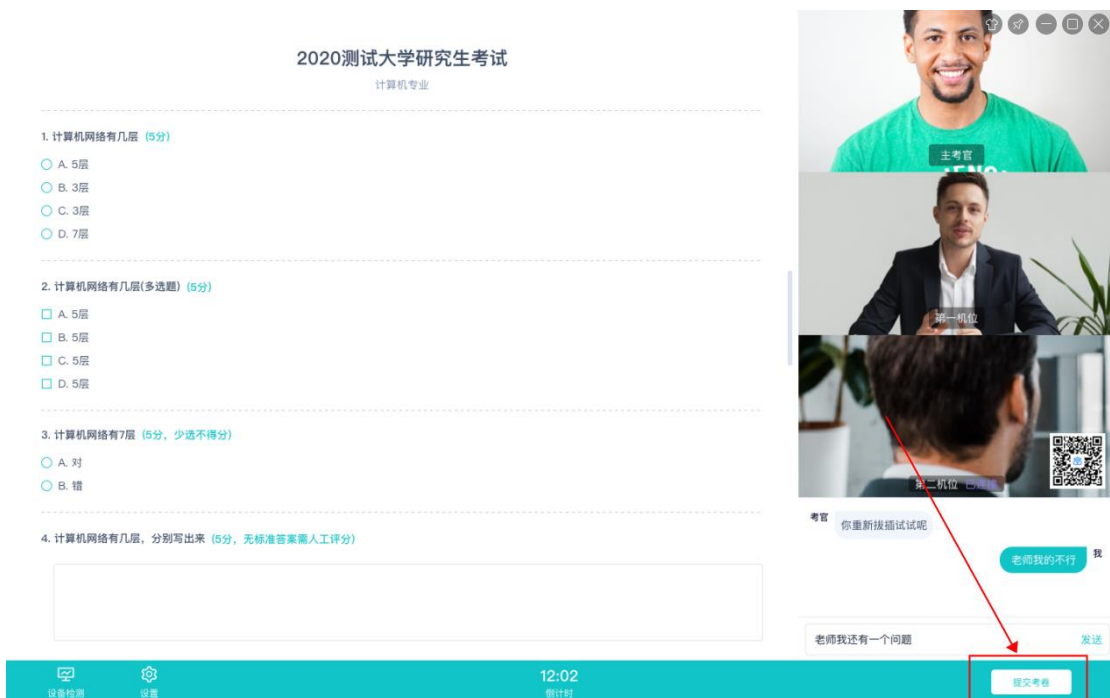 2020测试大学研究生考试
计算机专业
1. 计算机网络有几层 (5分)
A. 5层
B. 3层
C. 3层
D. 7层
2. 计算机网络有几层(多选题) (5分)
A. 5层
B. 5层
C. 5层
D. 5层
3. 计算机网络有7层 (5分，少选不得分)
A. 对
B. 错
4. 计算机网络有几层，分别写出来 (5分，无标准答案需人工评分)
主考官
第一机位
第二机位 已连接
考官
你重新拔插试试呢
老师我的不行
我
老师我还有一个问题
发送
设备检测
设置
12:02
倒计时
提交考卷